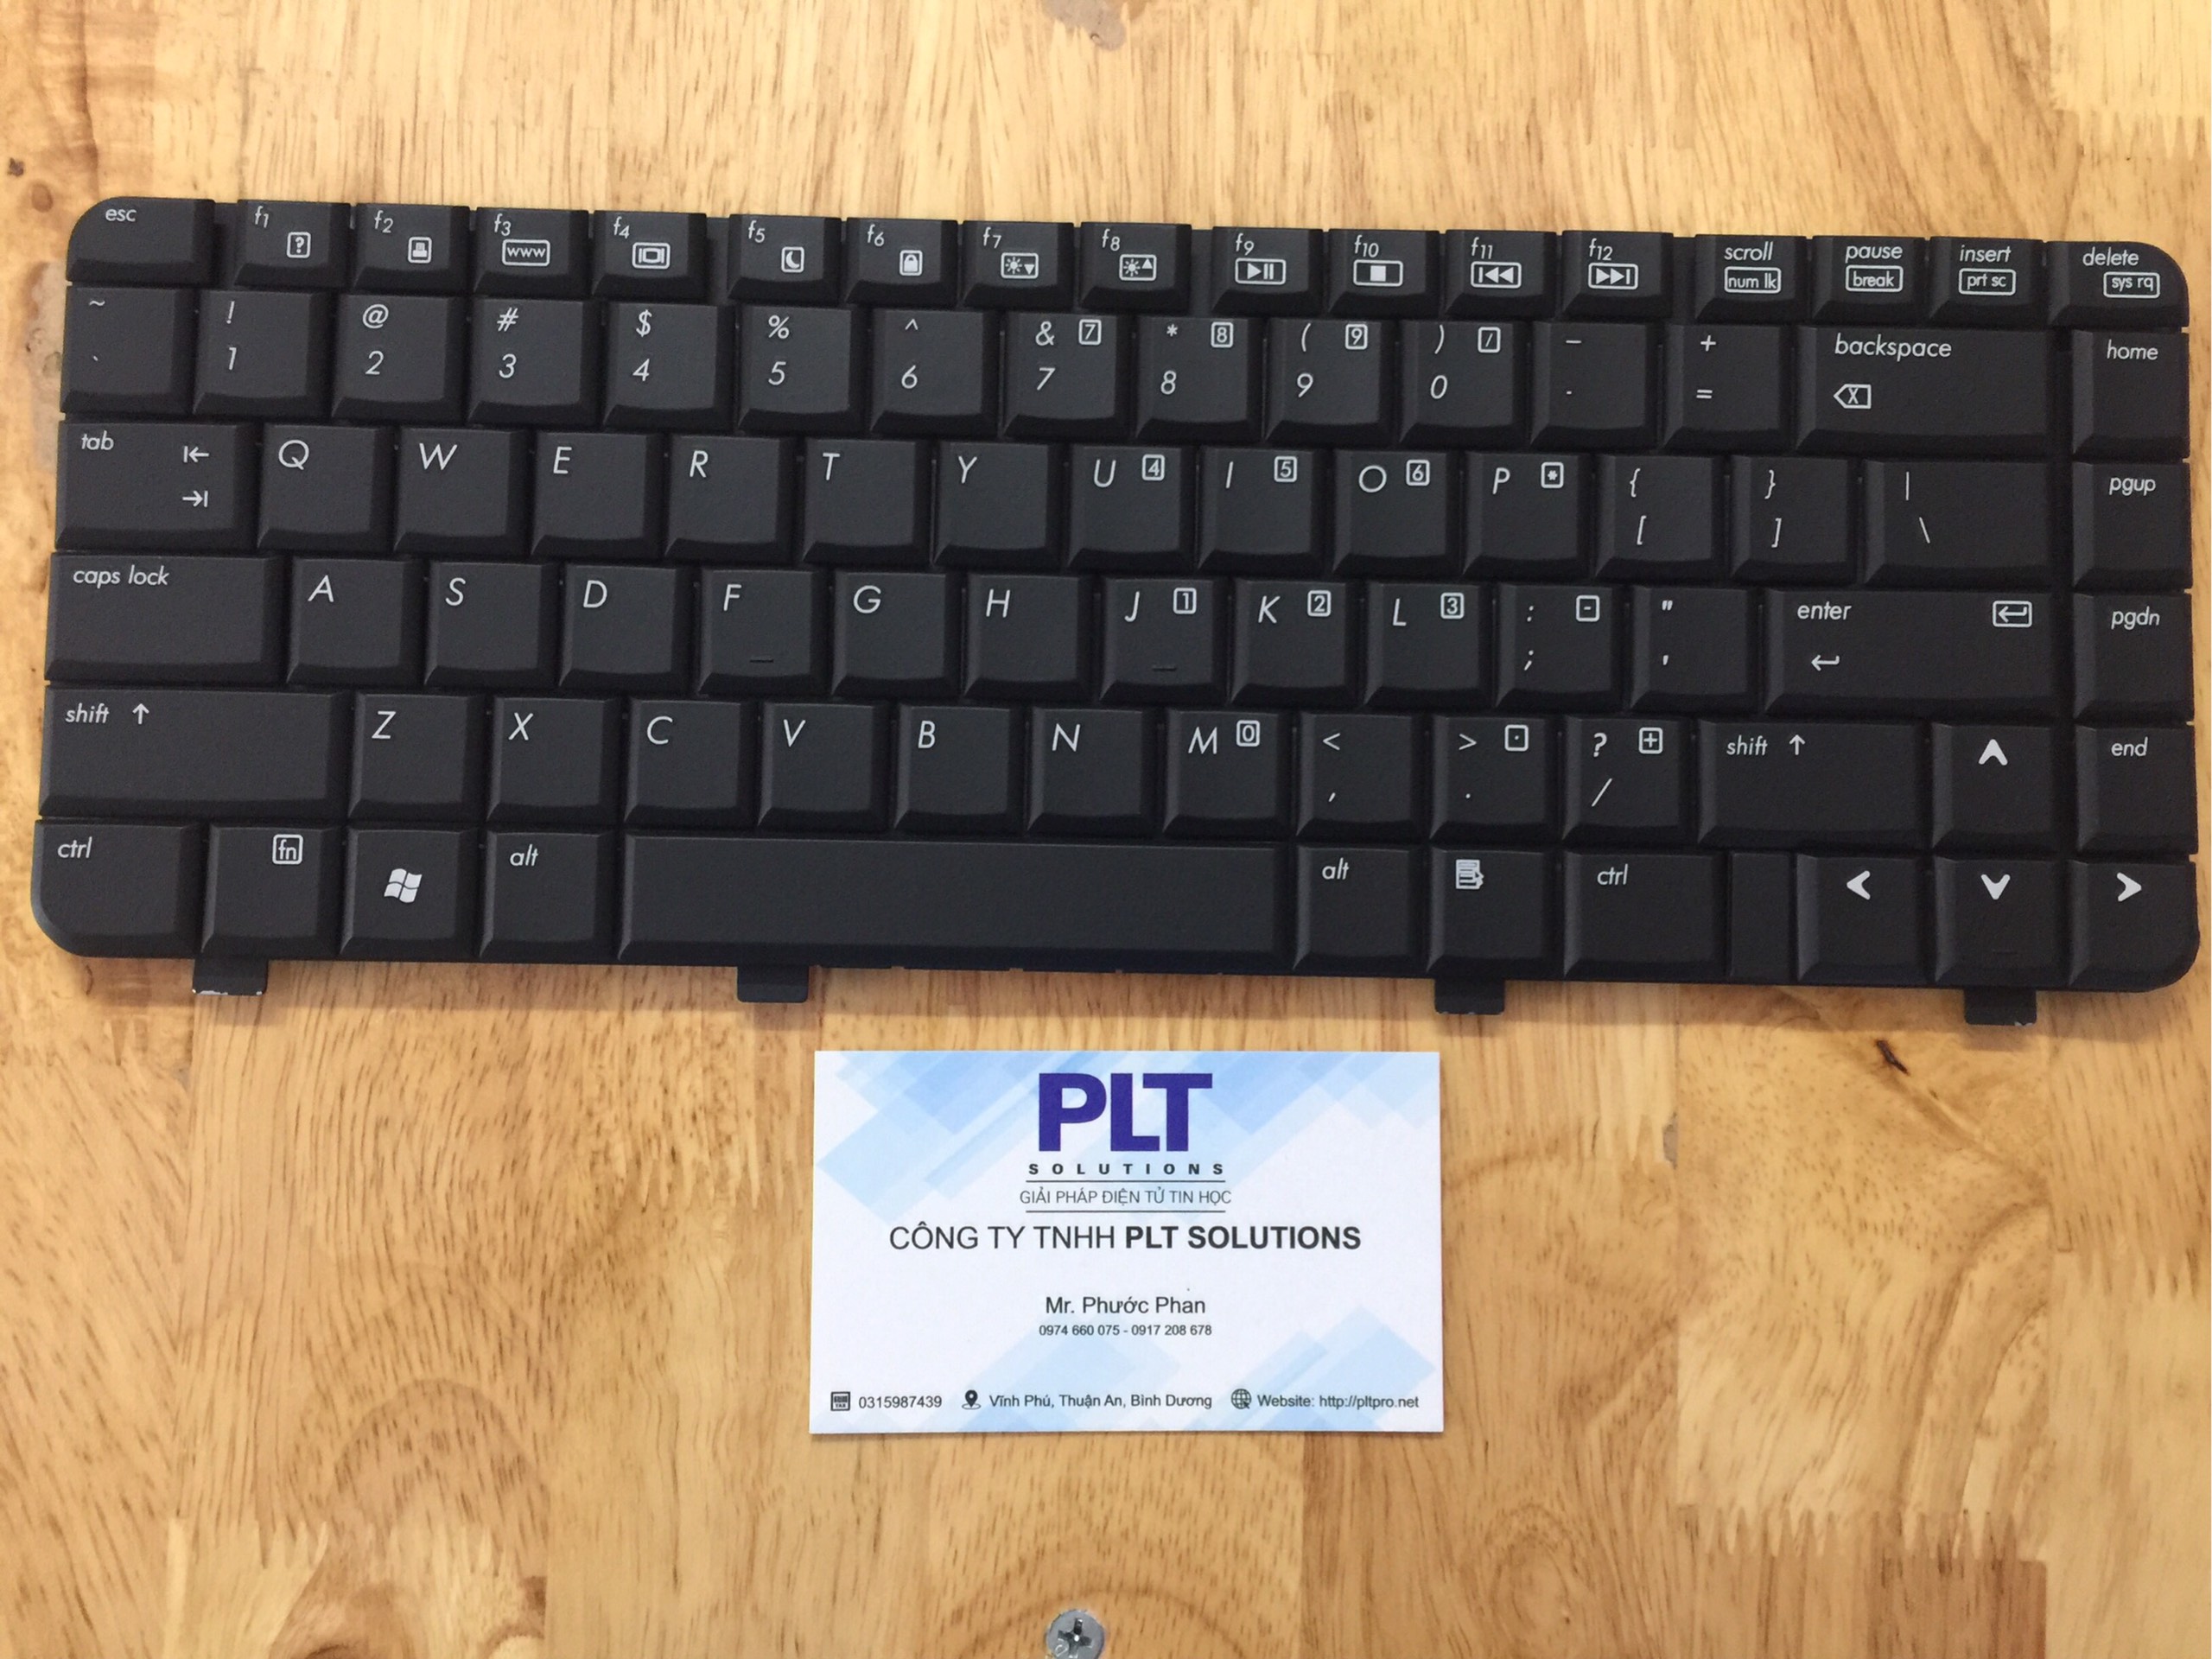 esc f1 ? f2 f3 www f4 f5 f6 f7 f8 f9 f10 f11 f12 scroll num lk pause break insert prt sc delete sys rq
~ ` ! 1 @ 2 # 3 $ 4 % 5 ^ 6 & 7 7 * 8 8 ( 9 9 ) / 0 _ - + = backspace X home
tab Q W E R T Y U 4 I 5 O 6 P * { [ } ] | \ pgup
caps lock A S D F G H J 1 K 2 L 3 : - ; " ' enter pgdn
shift ↑ Z X C V B N M 0 < , > . . ? + / shift ↑ end
ctrl fn alt alt ctrl
PLT
SOLUTIONS
GIẢI PHÁP ĐIỆN TỬ TIN HỌC
CÔNG TY TNHH PLT SOLUTIONS
Mr. Phước Phan
0974 660 075 - 0917 208 678
0315987439 Vĩnh Phú, Thuận An, Bình Dương Website: http://pltpro.net